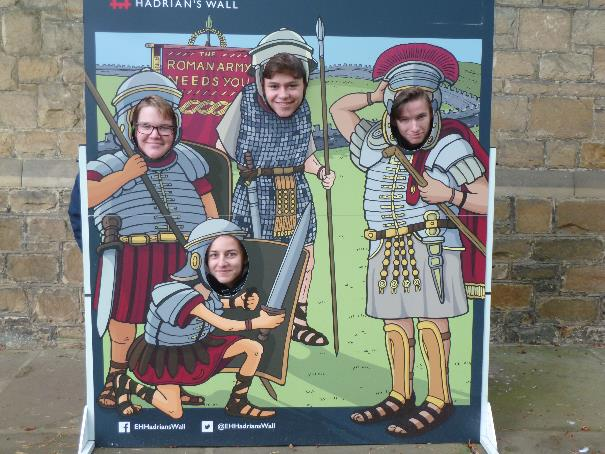 HADRIAN'S WALL
THE
ROMAN ARMY
NEEDS YOU
EHHadriansWall
@EHHadriansWall